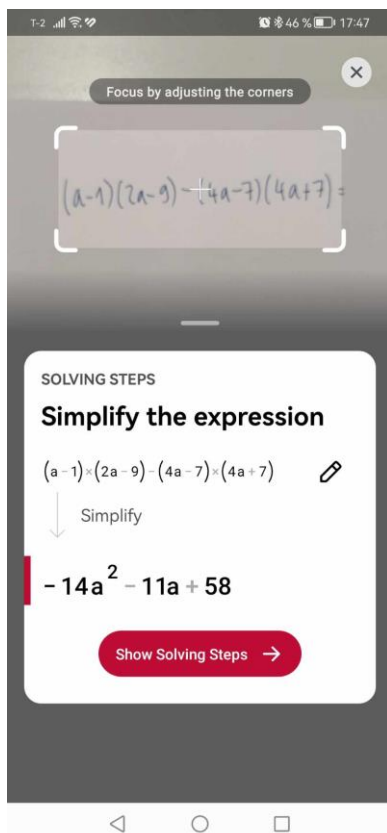 T-2 46 % 17:47
Focus by adjusting the corners
(a-1)(2a-9)-(4a-7)(4a+7)=
SOLVING STEPS
Simplify the expression
(a-1)×(2a-9)-(4a-7)×(4a+7)
Simplify
-14a²-11a+58
Show Solving Steps →